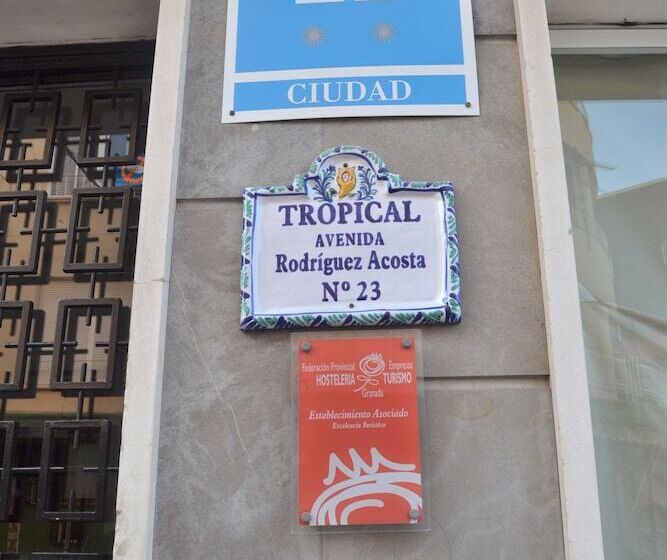 CIUDAD
TROPICAL
AVENIDA
Rodríguez Acosta
Nº 23
Federación Provincial Empresas
HOSTELERIA TURISMO
Granada
Establecimiento Asociado
Excelencia Turística